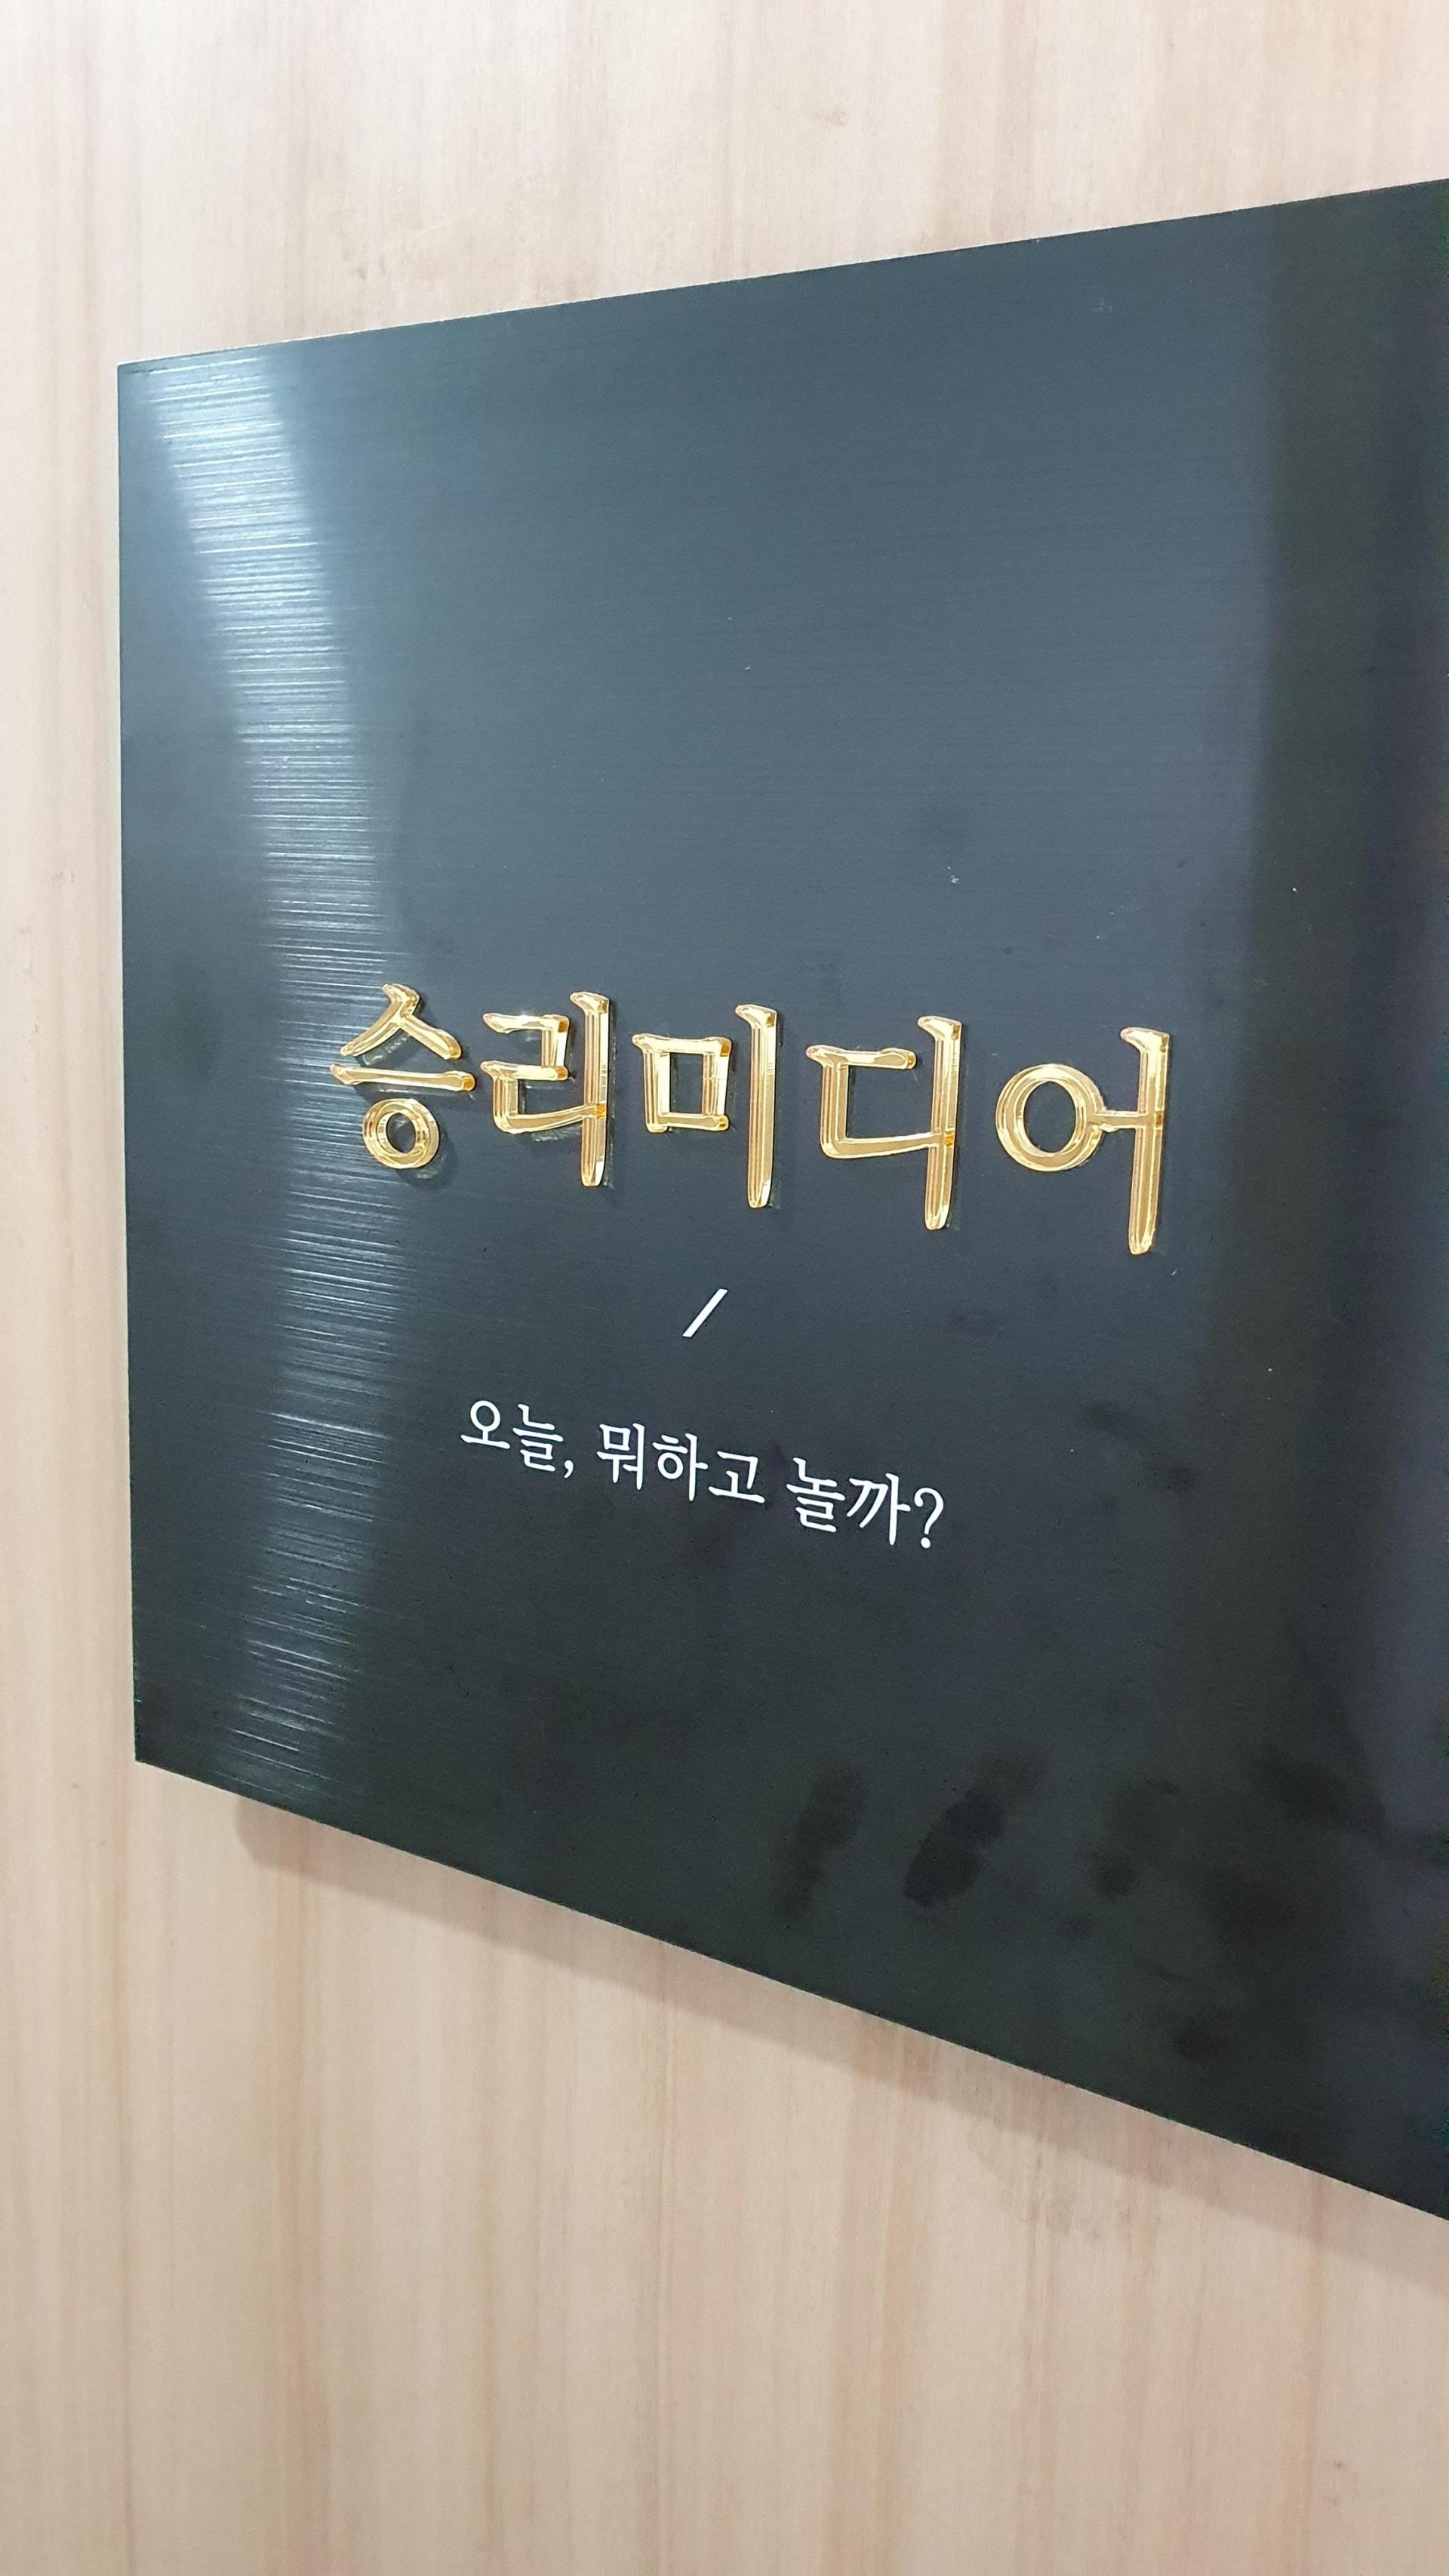 승리미디어
/
오늘, 뭐하고 놀까?